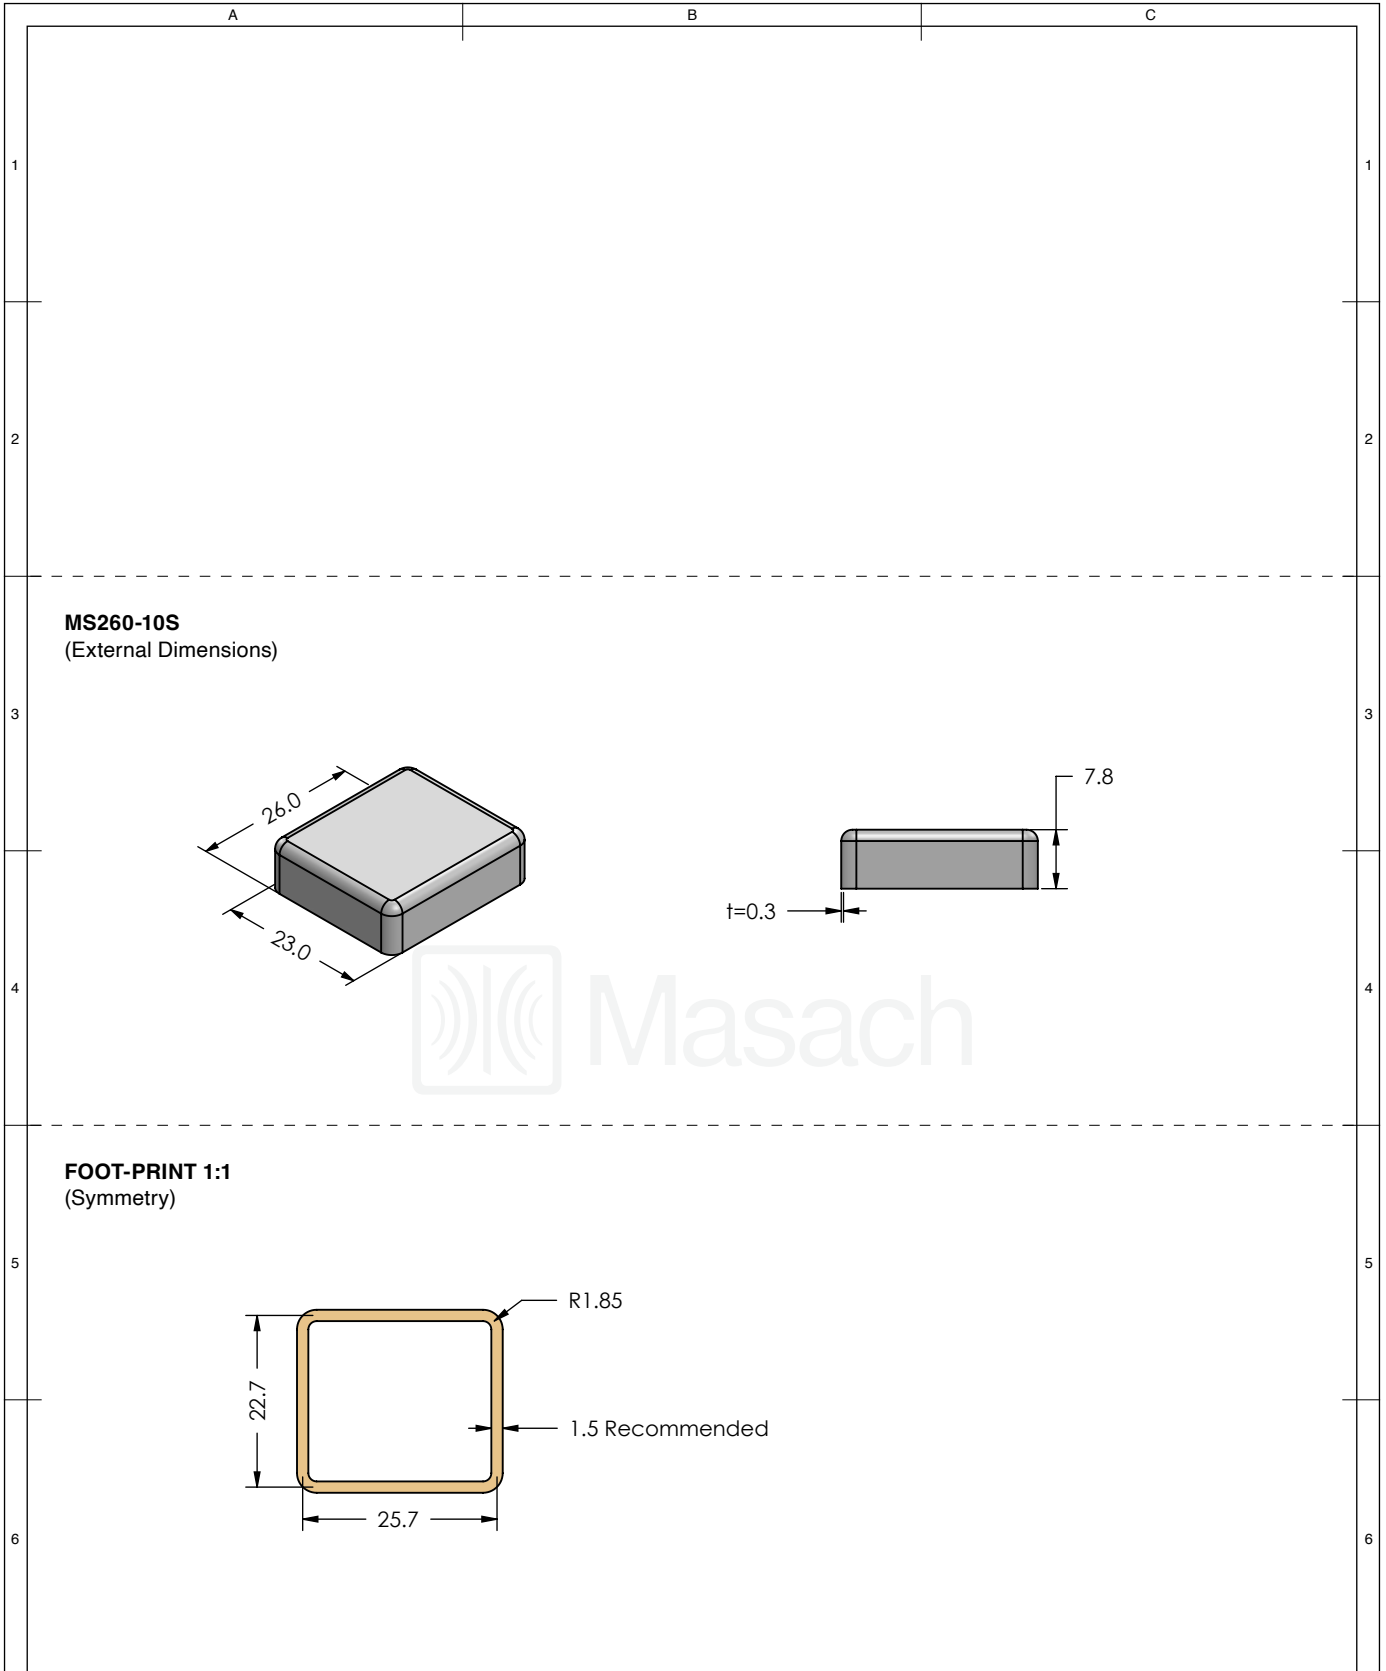 A B C
1 1
2 2
MS260-10S
(External Dimensions)
3 3
26.0
7.8
t=0.3
23.0
4 4
Masach
FOOT-PRINT 1:1
(Symmetry)
5 5
R1.85
22.7
1.5 Recommended
25.7
6 6